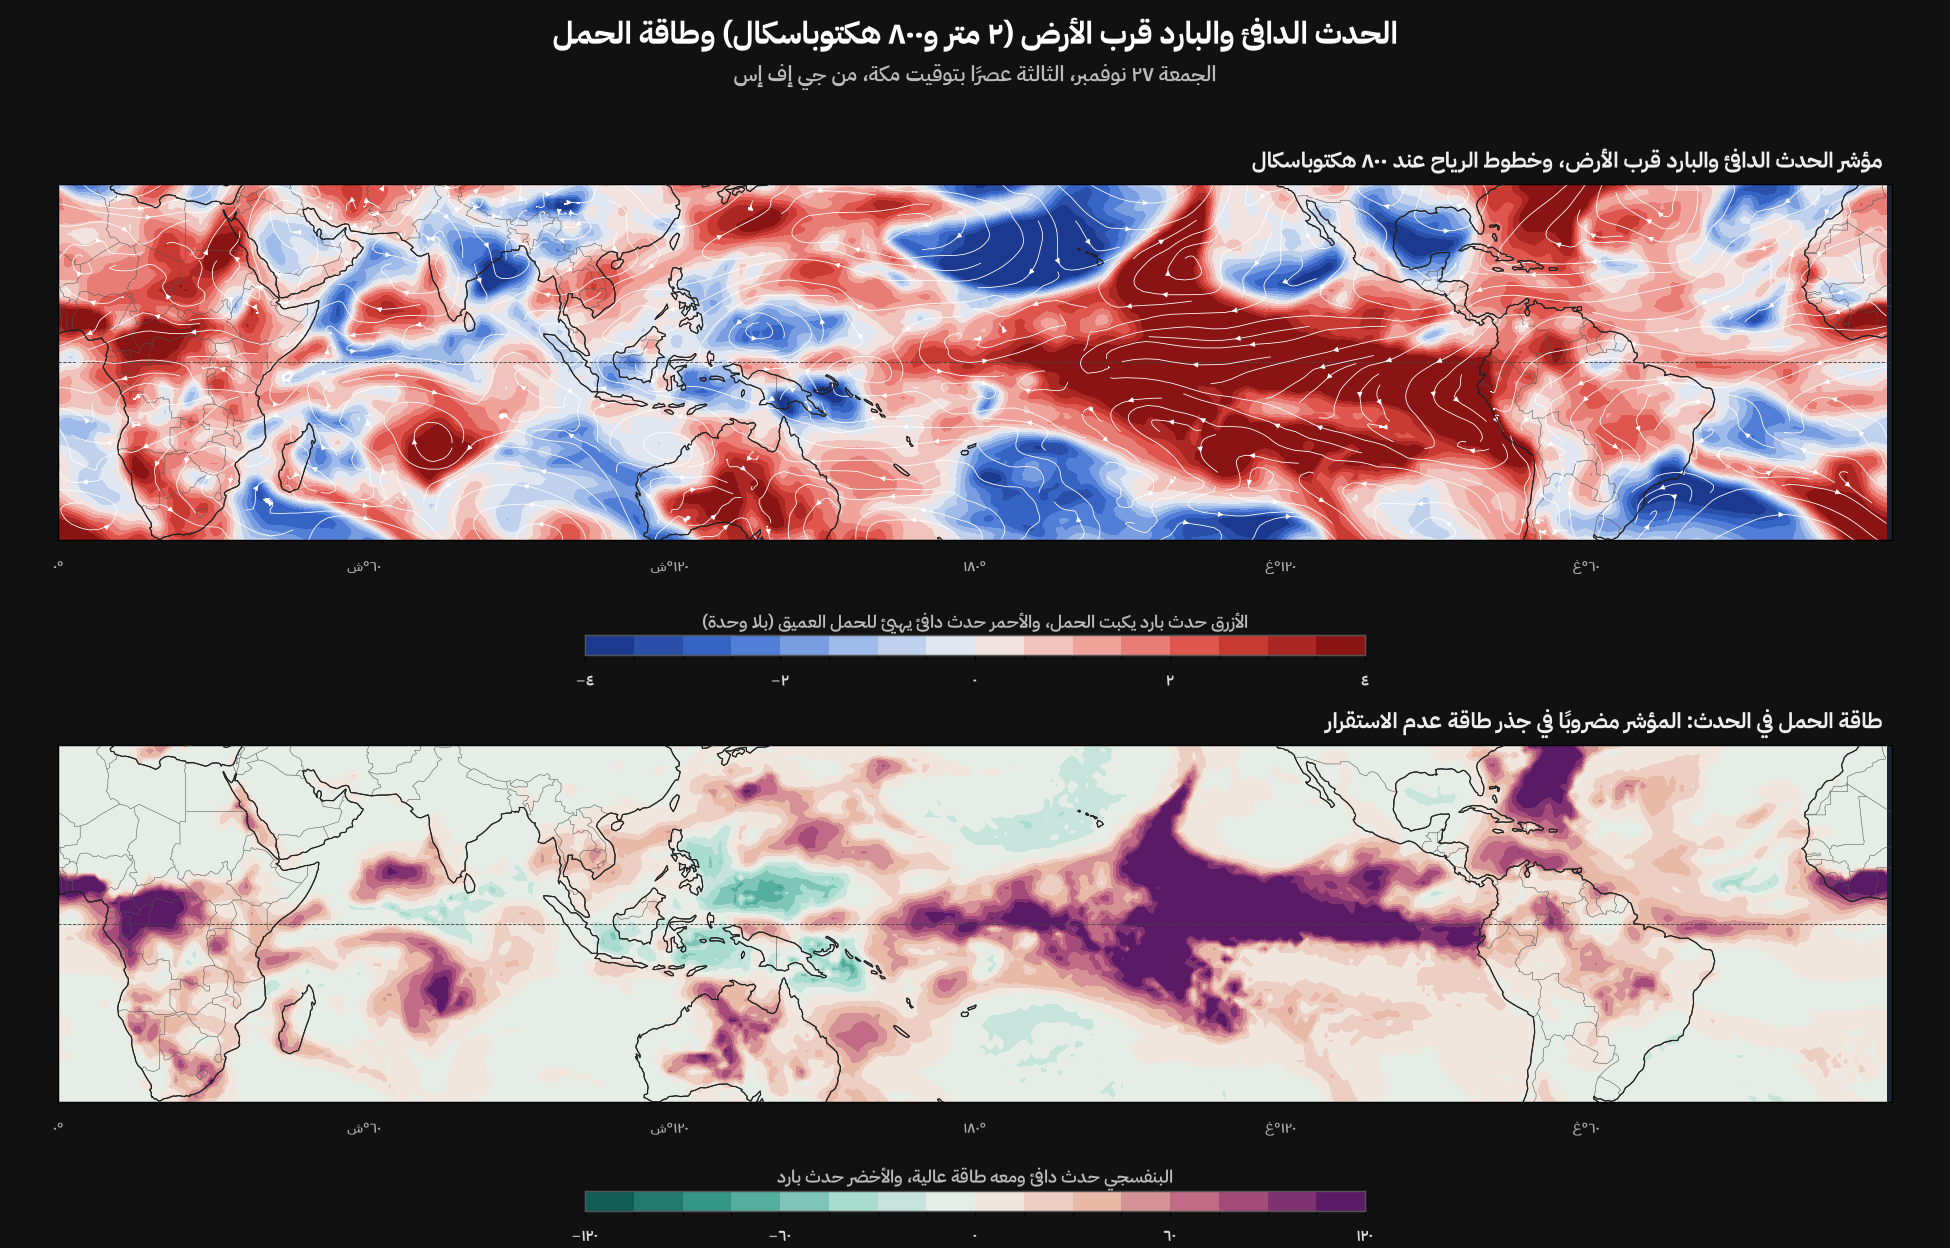 الحدث الدافئ والبارد قرب الأرض (٢ متر و٨٠٠ هكتوباسكال) وطاقة الحمل
الجمعة ٢٧ نوفمبر، الثالثة عصرًا بتوقيت مكة، من جي إف إس
مؤشر الحدث الدافئ والبارد قرب الأرض، وخطوط الرياح عند ٨٠٠ هكتوباسكال
٠° ٦٠°ش ١٢٠°ش ١٨٠° ١٢٠°غ ٦٠°غ
الأزرق حدث بارد يكبت الحمل، والأحمر حدث دافئ يهيئ للحمل العميق (بلا وحدة)
−٤ −٢ ٠ ٢ ٤
طاقة الحمل في الحدث: المؤشر مضروبًا في جذر طاقة عدم الاستقرار
٠° ٦٠°ش ١٢٠°ش ١٨٠° ١٢٠°غ ٦٠°غ
البنفسجي حدث دافئ ومعه طاقة عالية، والأخضر حدث بارد
−١٢٠ −٦٠ ٠ ٦٠ ١٢٠